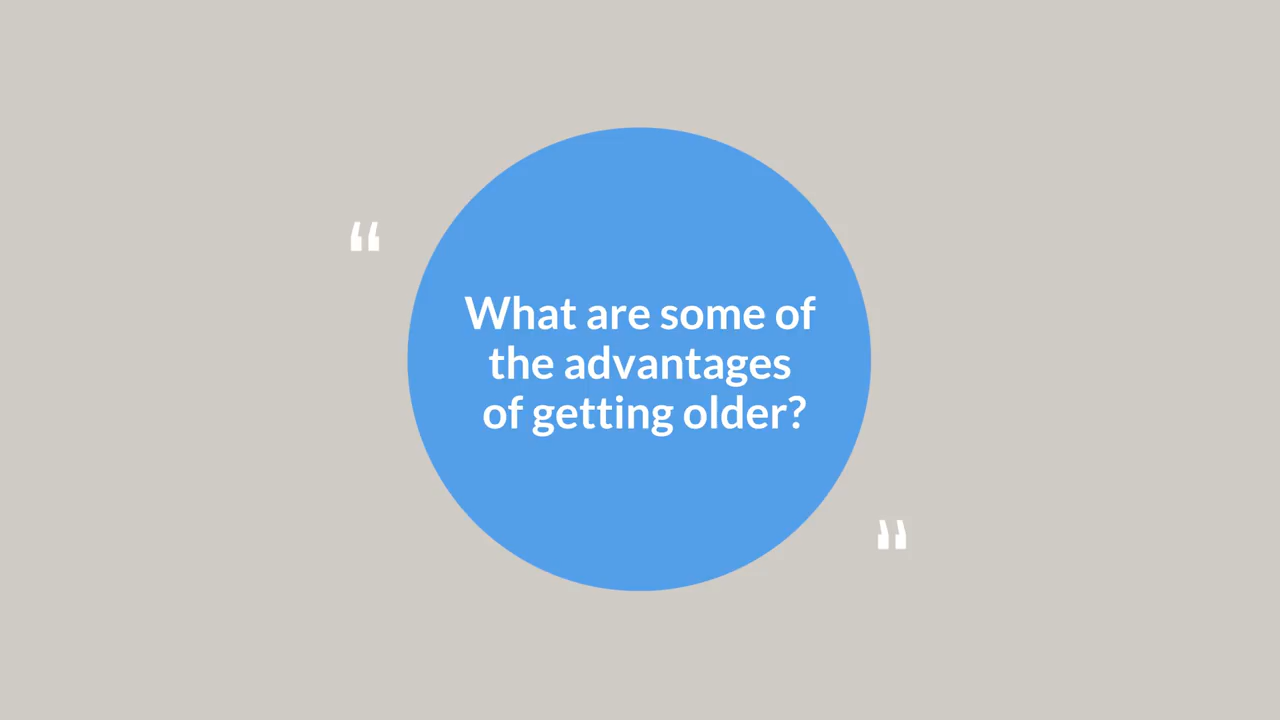 “
What are some of
the advantages
of getting older?
"